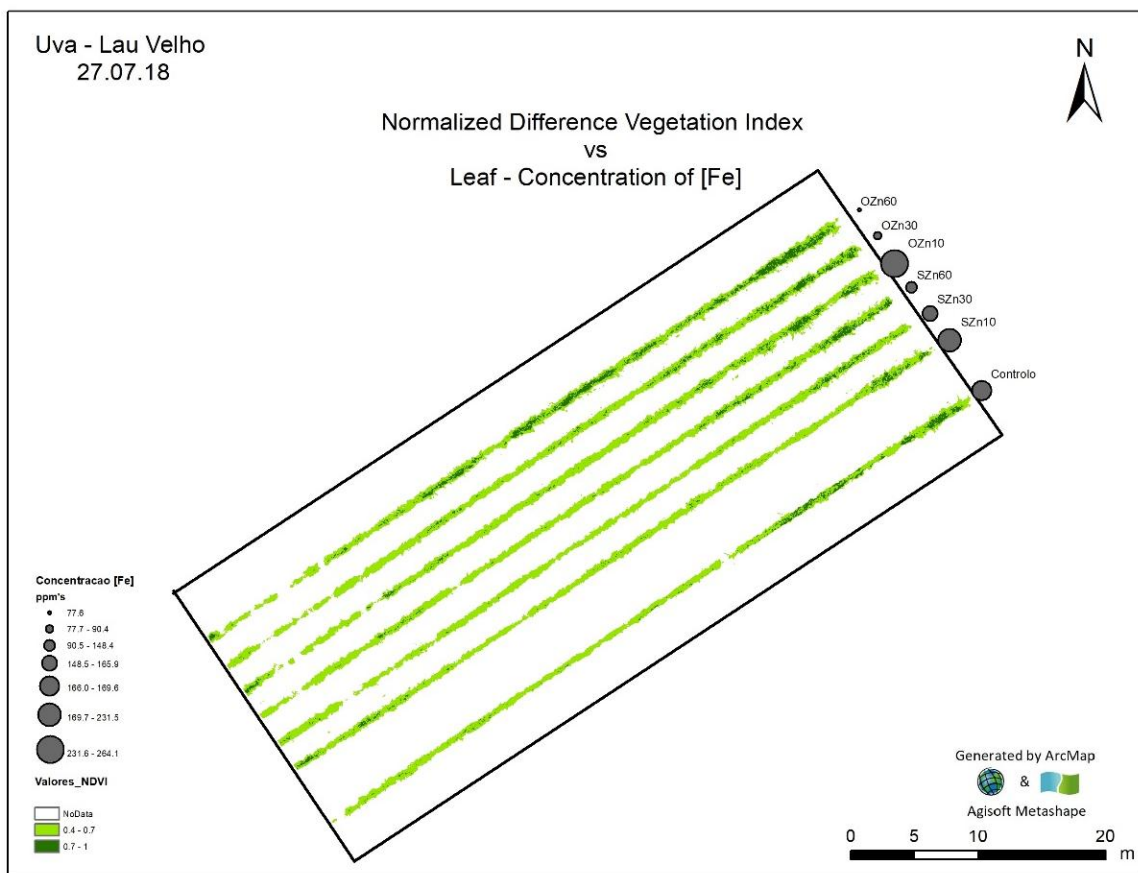 Uva - Lau Velho
27.07.18
N
Normalized Difference Vegetation Index
vs
Leaf - Concentration of [Fe]
OZn60
OZn30
OZn10
SZn60
SZn30
SZn10
Controlo
Concentracao [Fe]
ppm's
77.6
77.7 - 90.4
90.5 - 148.4
148.5 - 165.9
166.0 - 169.6
169.7 - 231.5
231.6 - 264.1
Valores_NDVI
NoData
0.4 - 0.7
0.7 - 1
Generated by ArcMap
&
Agisoft Metashape
0 5 10 20
m